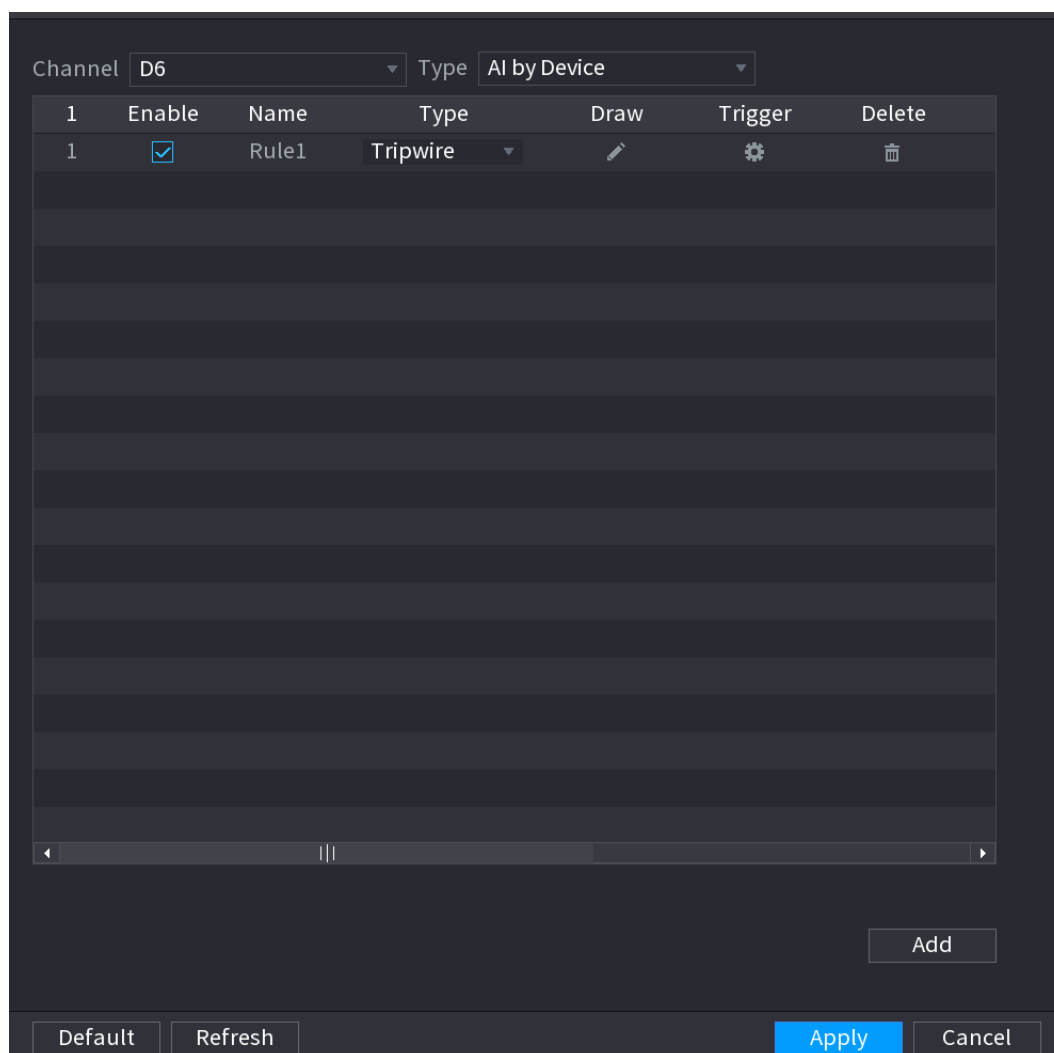 Channel D6 Type AI by Device
1 Enable Name Type Draw Trigger Delete
1 Rule1 Tripwire
Add
Default Refresh Apply Cancel